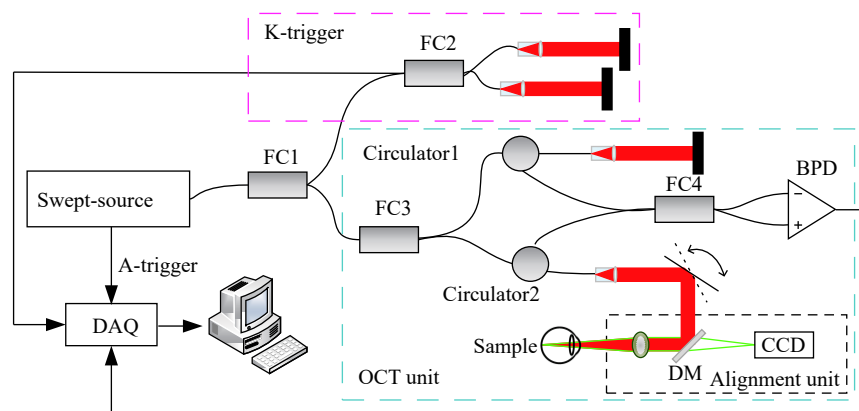 K-trigger
FC2
FC1
Circulator1
BPD
FC4
Swept-source
FC3
−
+
A-trigger
Circulator2
DAQ
Sample
CCD
DM
OCT unit
Alignment unit